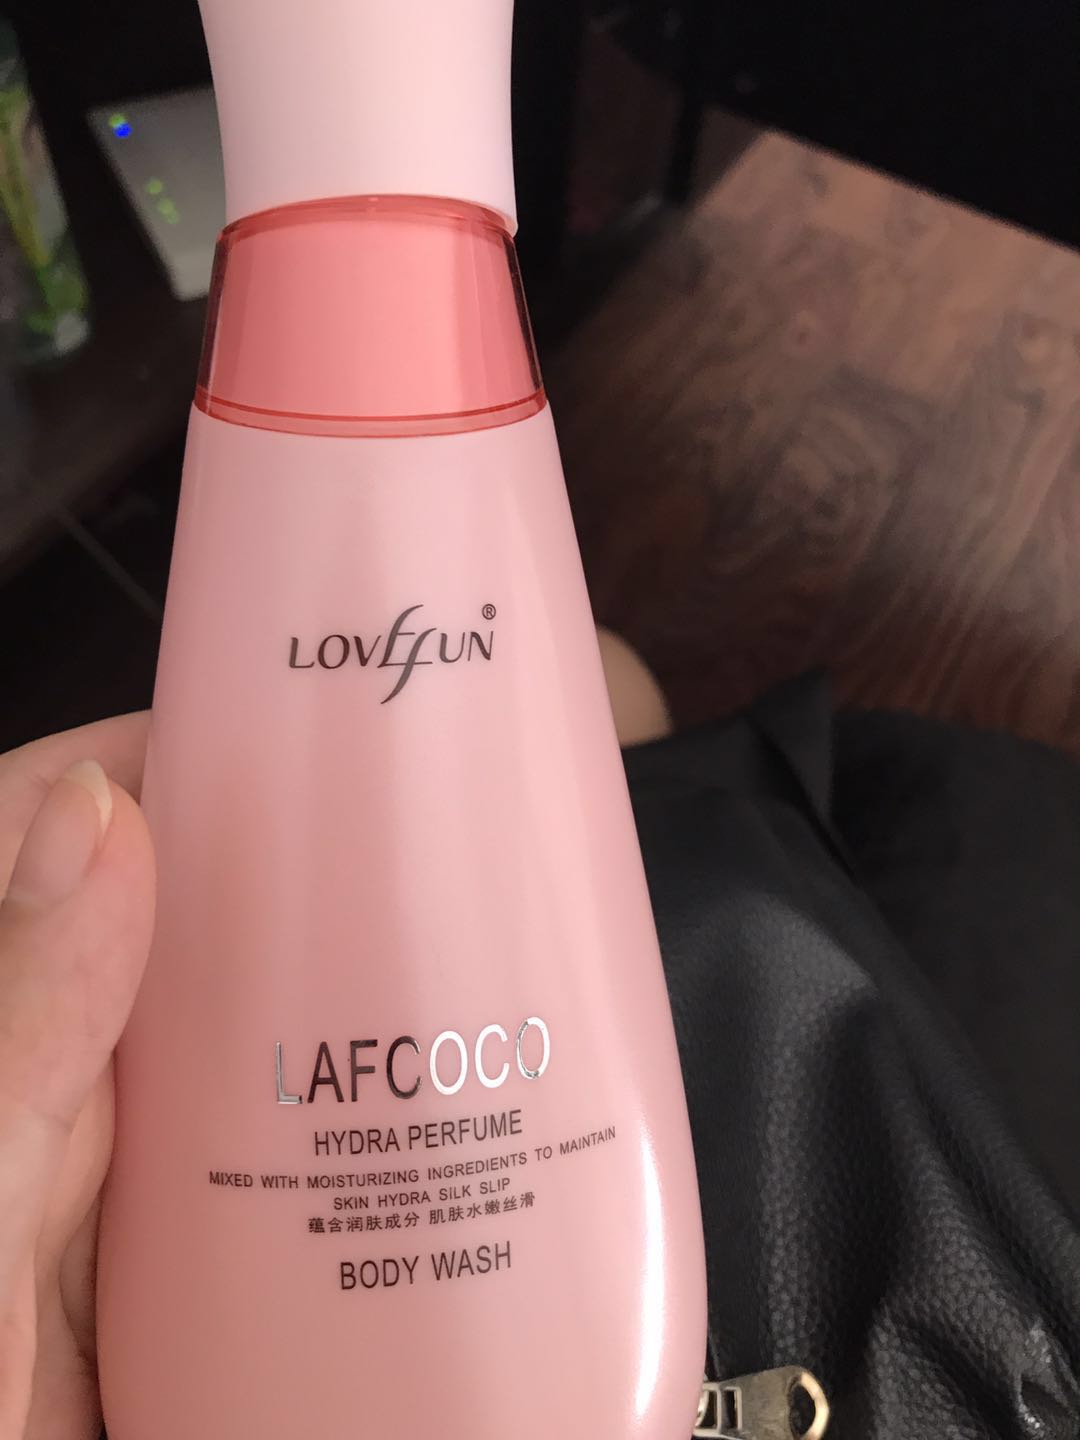 LOVEFUN®
LAFCOCO
HYDRA PERFUME
MIXED WITH MOISTURIZING INGREDIENTS TO MAINTAIN
SKIN HYDRA SILK SLIP
蕴含润肤成分 肌肤水嫩丝滑
BODY WASH